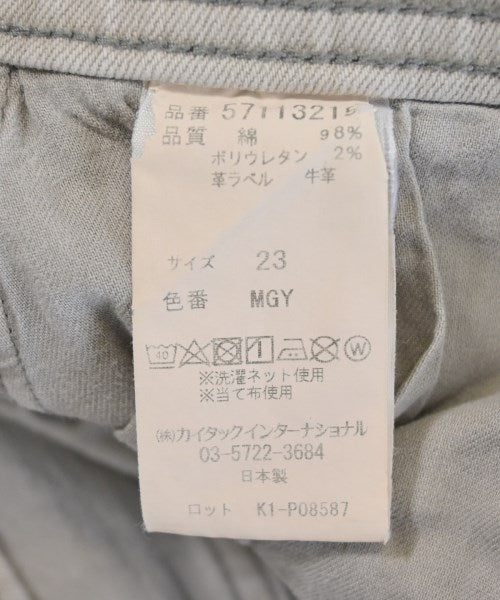 品番 57113215
品質 綿 98%
ポリウレタン 2%
革ラベル 牛革
サイズ 23
色番 MGY
40 W
※洗濯ネット使用
※当て布使用
㈱カイタックインターナショナル
03-5722-3684
日本製
ロット K1-P08587